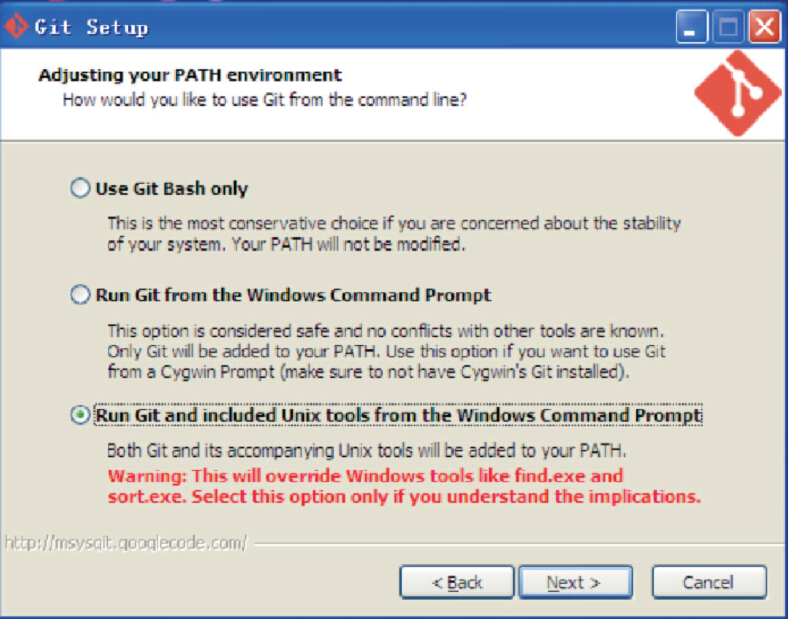 Git Setup
Adjusting your PATH environment
How would you like to use Git from the command line?
Use Git Bash only
This is the most conservative choice if you are concerned about the stability
of your system. Your PATH will not be modified.
Run Git from the Windows Command Prompt
This option is considered safe and no conflicts with other tools are known.
Only Git will be added to your PATH. Use this option if you want to use Git
from a Cygwin Prompt (make sure to not have Cygwin's Git installed).
Run Git and included Unix tools from the Windows Command Prompt
Both Git and its accompanying Unix tools will be added to your PATH.
Warning: This will override Windows tools like find.exe and
sort.exe. Select this option only if you understand the implications.
http://msysgit.googlecode.com/
< Back Next > Cancel